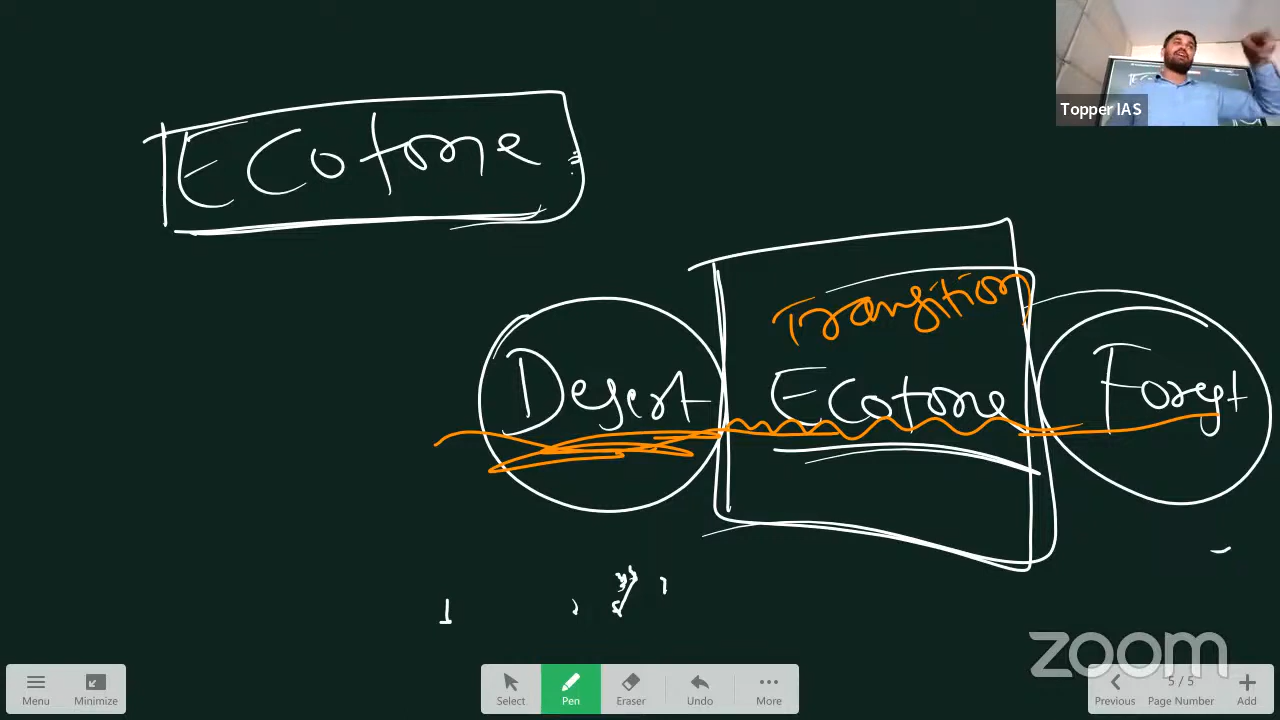 Topper IAS
ECotone
Transition
Desert
ECotone
Forest
zoom
Menu
Minimize
Select
Pen
Eraser
Undo
More
Previous
5 / 5
Page Number
Add